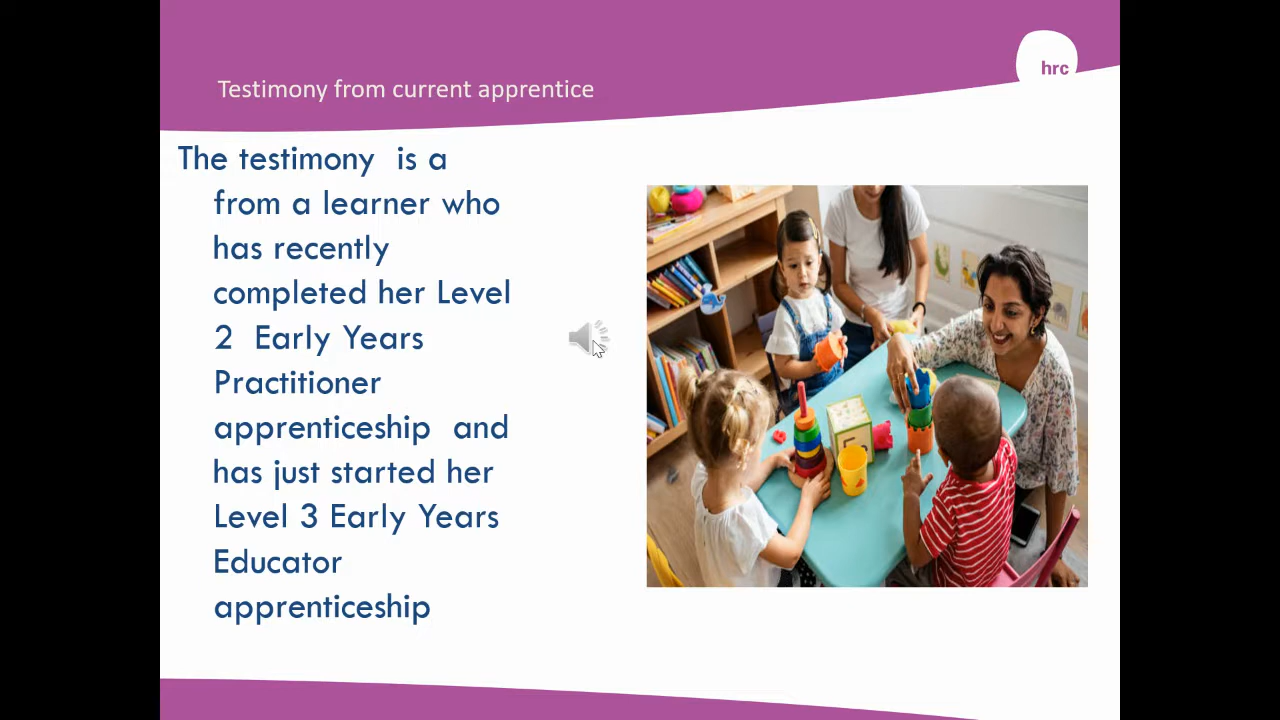 hrc
Testimony from current apprentice
The testimony  is a
from a learner who
has recently
completed her Level
2  Early Years
Practitioner
apprenticeship  and
has just started her
Level 3 Early Years
Educator
apprenticeship